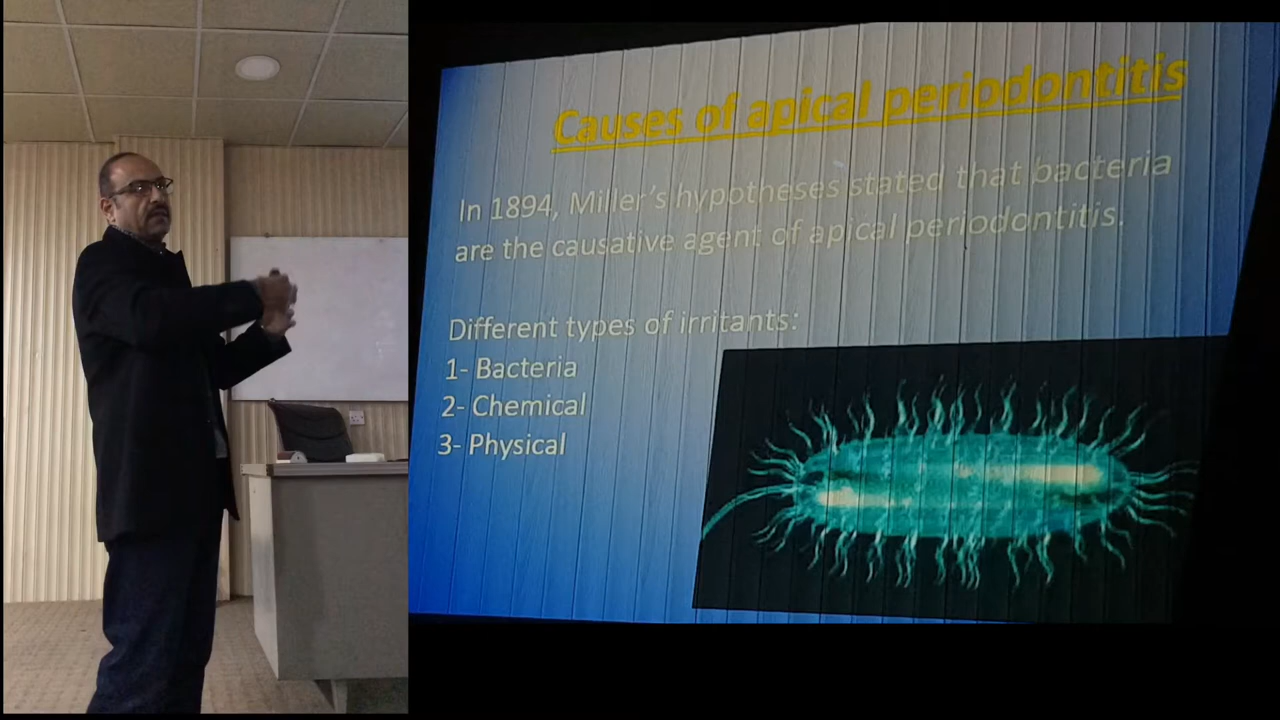 Causes of apical periodontitis
In 1894, Miller's hypotheses stated that bacteria
are the causative agent of apical periodontitis.
Different types of irritants:
1- Bacteria
2- Chemical
3- Physical